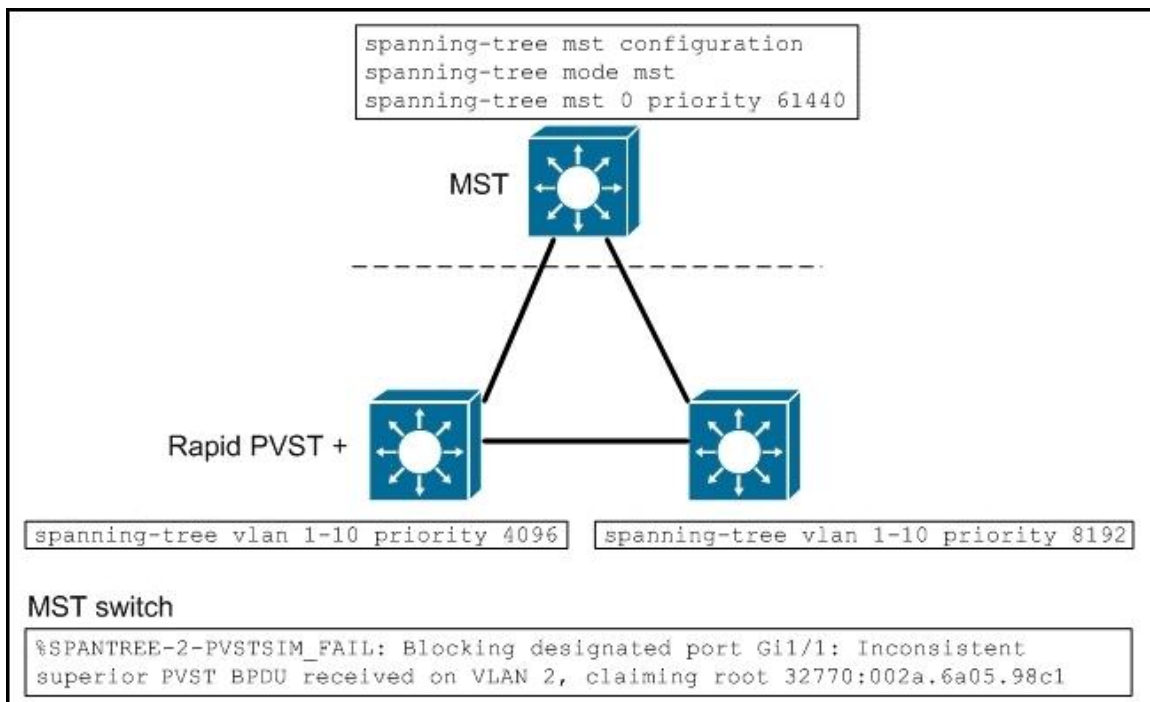 spanning-tree mst configuration
spanning-tree mode mst
spanning-tree mst 0 priority 61440
MST
Rapid PVST +
spanning-tree vlan 1-10 priority 4096
spanning-tree vlan 1-10 priority 8192
MST switch
%SPANTREE-2-PVSTSIM_FAIL: Blocking designated port Gi1/1: Inconsistent
superior PVST BPDU received on VLAN 2, claiming root 32770:002a.6a05.98c1